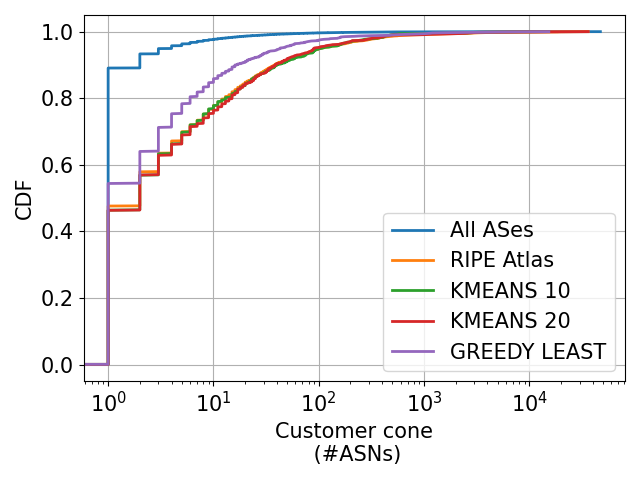 1.0
0.8
0.6
0.4
0.2
0.0
CDF
All ASes
RIPE Atlas
KMEANS 10
KMEANS 20
GREEDY LEAST
10⁰ 10¹ 10² 10³ 10⁴
Customer cone
(#ASNs)